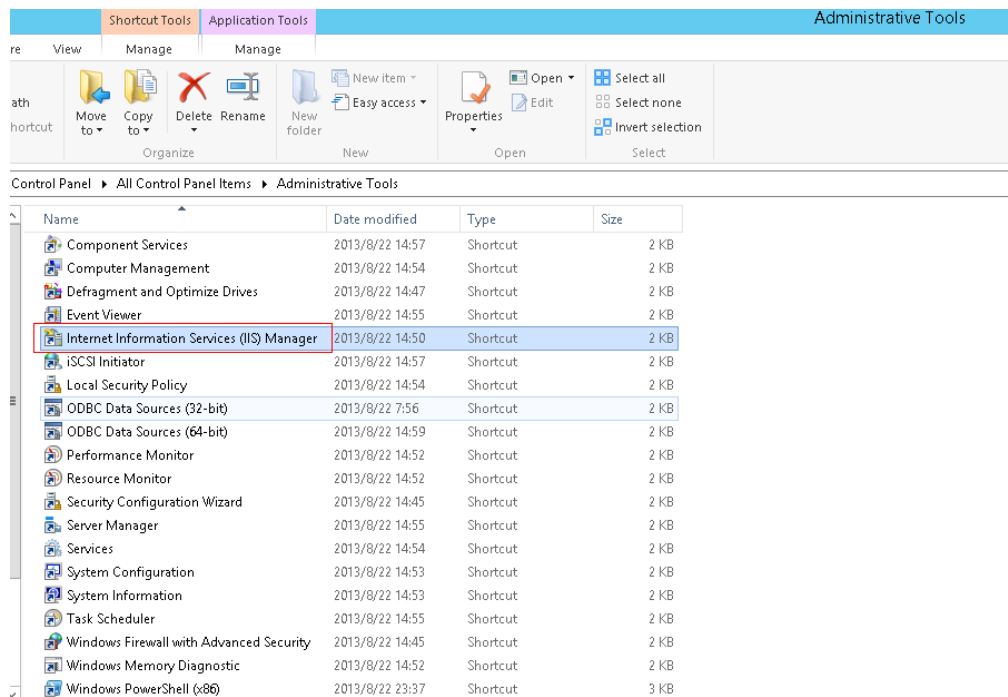 Shortcut Tools Application Tools Administrative Tools
re View Manage Manage
New item
Open
Select all
ath
Easy access
Edit
Select none
Move to
Copy to
Delete Rename
New folder
Properties
hortcut
Invert selection
Organize New Open Select
Control Panel All Control Panel Items Administrative Tools
Name Date modified Type Size
Component Services 2013/8/22 14:57 Shortcut 2 KB
Computer Management 2013/8/22 14:54 Shortcut 2 KB
Defragment and Optimize Drives 2013/8/22 14:47 Shortcut 2 KB
Event Viewer 2013/8/22 14:55 Shortcut 2 KB
Internet Information Services (IIS) Manager 2013/8/22 14:50 Shortcut 2 KB
iSCSI Initiator 2013/8/22 14:57 Shortcut 2 KB
Local Security Policy 2013/8/22 14:54 Shortcut 2 KB
ODBC Data Sources (32-bit) 2013/8/22 7:56 Shortcut 2 KB
ODBC Data Sources (64-bit) 2013/8/22 14:59 Shortcut 2 KB
Performance Monitor 2013/8/22 14:52 Shortcut 2 KB
Resource Monitor 2013/8/22 14:52 Shortcut 2 KB
Security Configuration Wizard 2013/8/22 14:45 Shortcut 2 KB
Server Manager 2013/8/22 14:55 Shortcut 2 KB
Services 2013/8/22 14:54 Shortcut 2 KB
System Configuration 2013/8/22 14:53 Shortcut 2 KB
System Information 2013/8/22 14:53 Shortcut 2 KB
Task Scheduler 2013/8/22 14:55 Shortcut 2 KB
Windows Firewall with Advanced Security 2013/8/22 14:45 Shortcut 2 KB
Windows Memory Diagnostic 2013/8/22 14:52 Shortcut 2 KB
Windows PowerShell (x86) 2013/8/22 23:37 Shortcut 3 KB